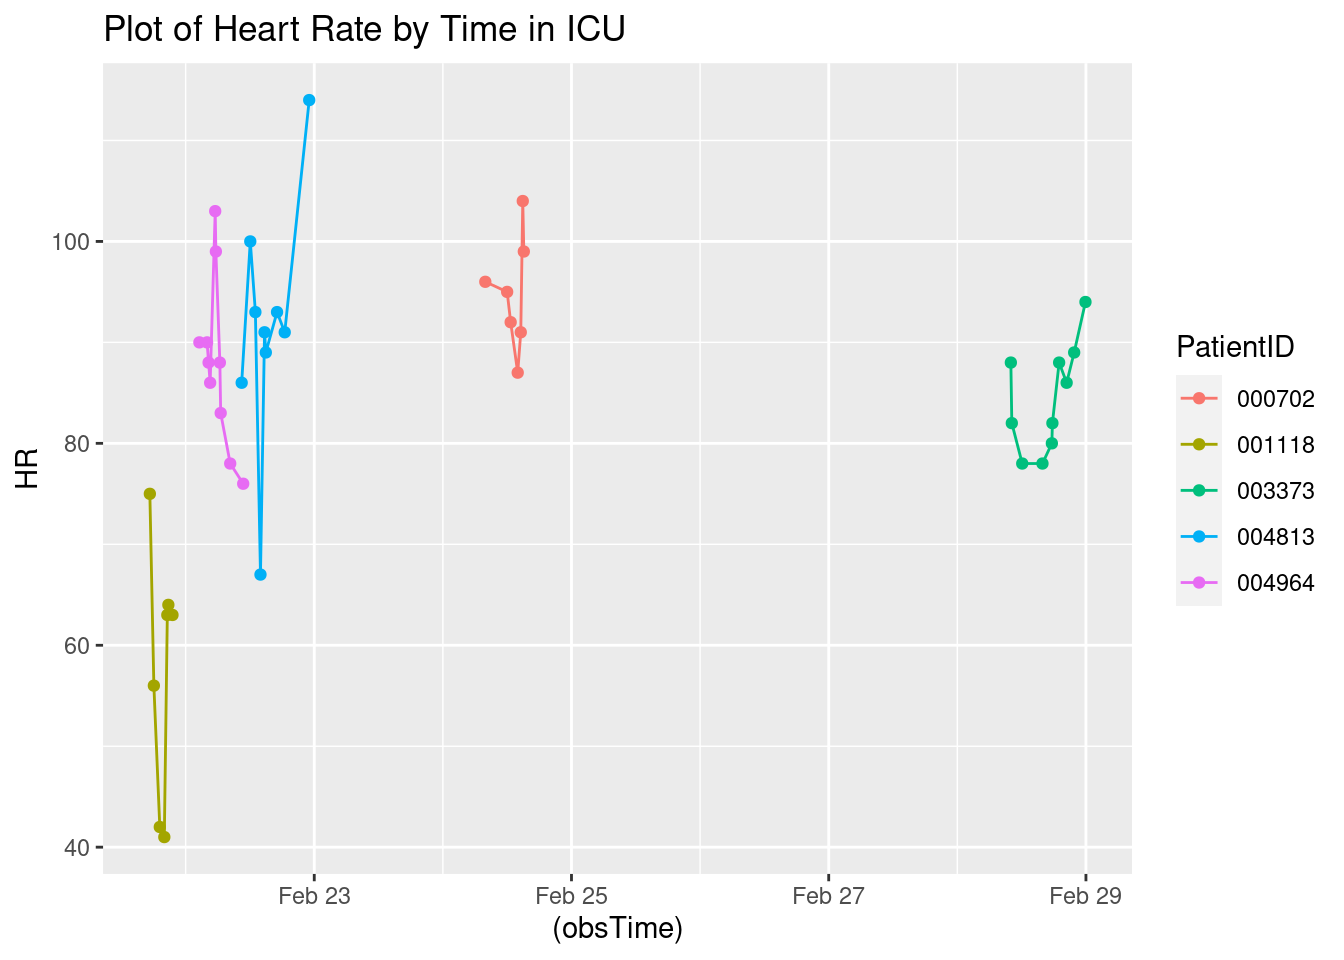 Plot of Heart Rate by Time in ICU
HR
100
80
60
40
Feb 23
Feb 25
Feb 27
Feb 29
(obsTime)
PatientID
000702
001118
003373
004813
004964